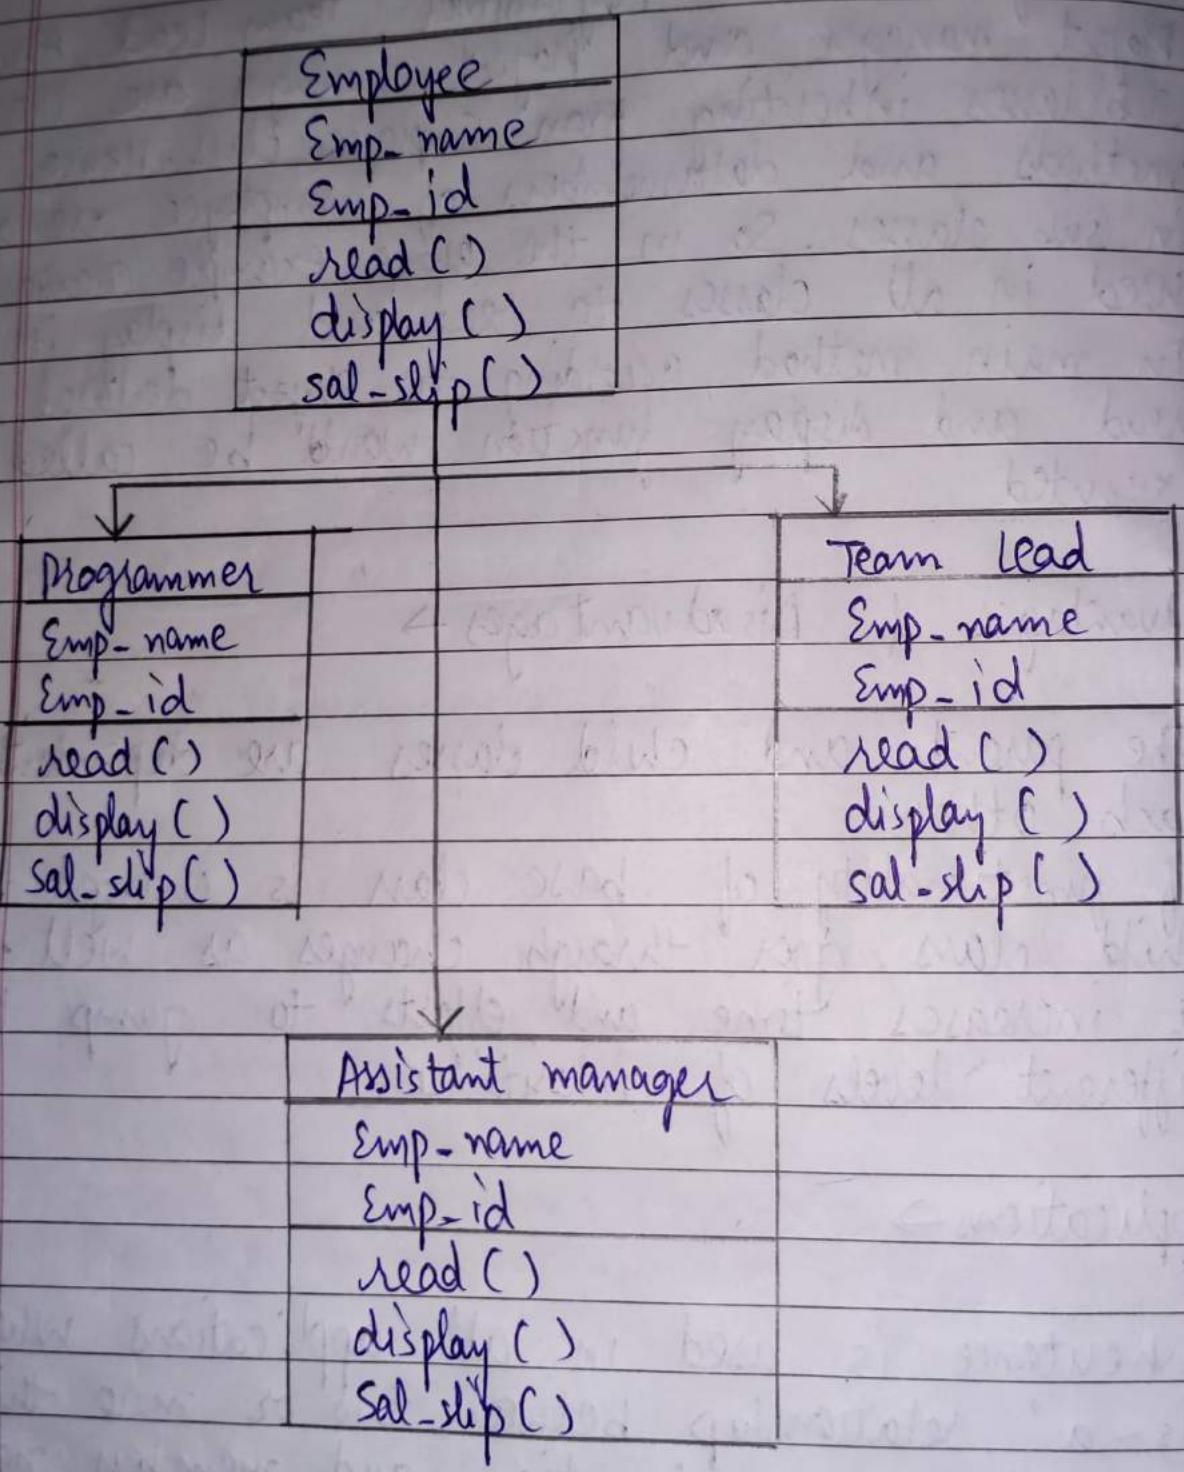 Employee
Emp_name
Emp_id
read()
display()
sal_slip()
Programmer
Emp_name
Emp_id
read()
display()
sal_slip()
Team lead
Emp_name
Emp_id
read()
display()
sal_slip()
Assistant manager
Emp_name
Emp_id
read()
display()
Sal_slip()